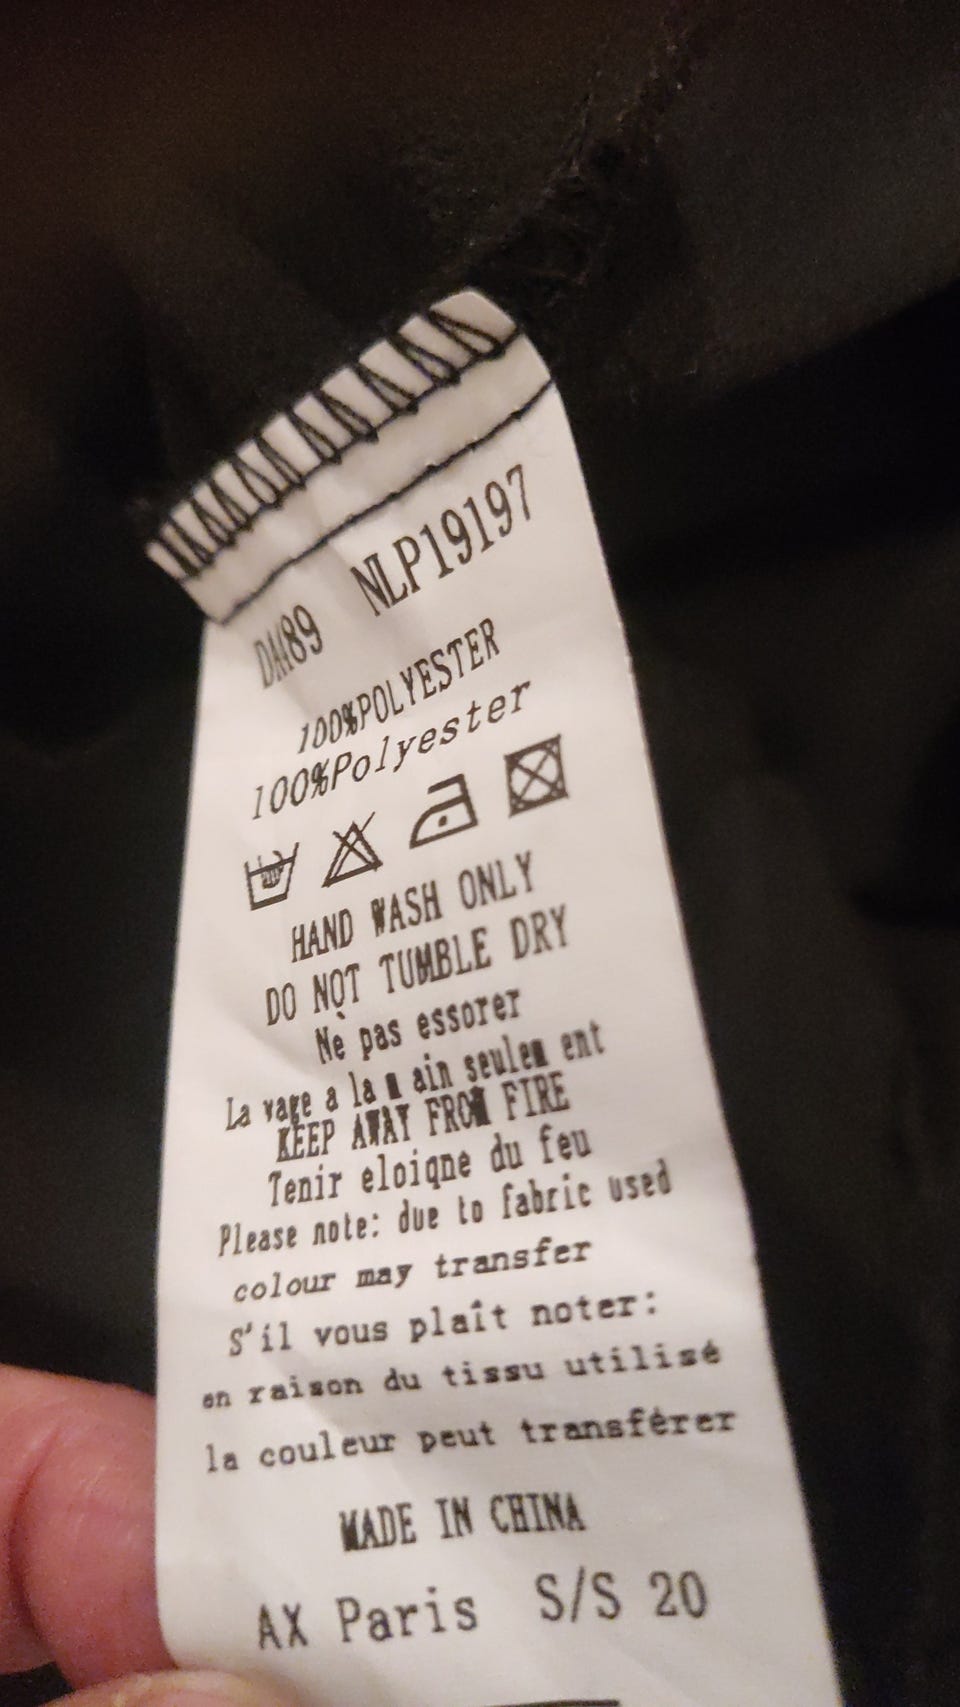 DA489 NLP19197
100%POLYESTER
100%Polyester
HAND WASH ONLY
DO NOT TUMBLE DRY
Nè pas essorer
La vage a la m ain seulem ent
KEEP AWAY FROM FIRE
Tenir eloiqne du feu
Please note: due to fabric used
colour may transfer
S'il vous plaît noter:
en raison du tissu utilisé
la couleur peut transférer
MADE IN CHINA
AX Paris S/S 20